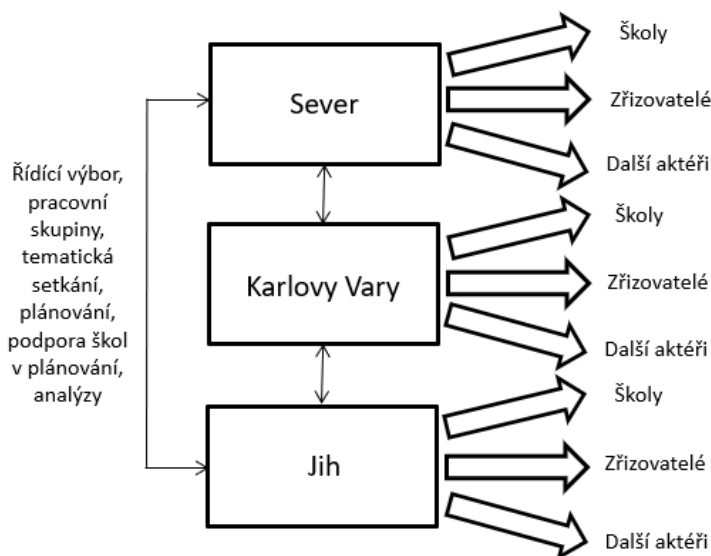 Řídící výbor,
pracovní
skupiny,
tematická
setkání,
plánování,
podpora škol
v plánování,
analýzy
Sever
Školy
Zřizovatelé
Další aktéři
Karlovy Vary
Školy
Zřizovatelé
Další aktéři
Jih
Školy
Zřizovatelé
Další aktéři